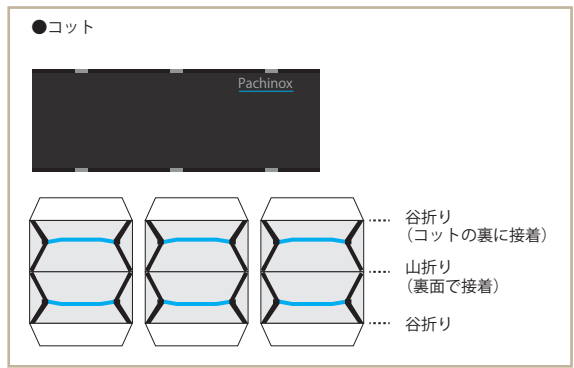 ●コット
Pachinox
谷折り
（コットの裏に接着）
山折り
（裏面で接着）
谷折り